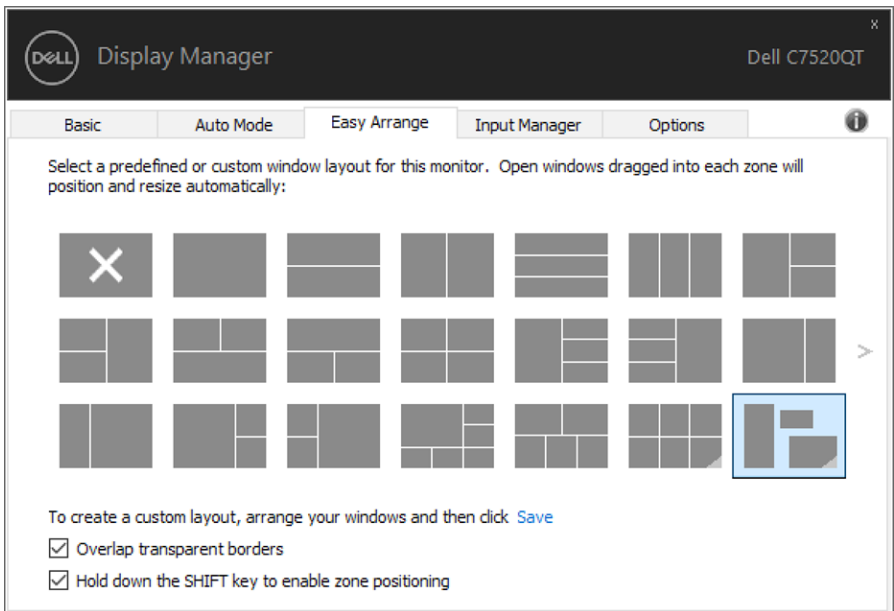 x
DELL
Display Manager
Dell C7520QT
Basic
Auto Mode
Easy Arrange
Input Manager
Options
i
Select a predefined or custom window layout for this monitor.  Open windows dragged into each zone will
position and resize automatically:
>
To create a custom layout, arrange your windows and then click  Save
Overlap transparent borders
Hold down the SHIFT key to enable zone positioning